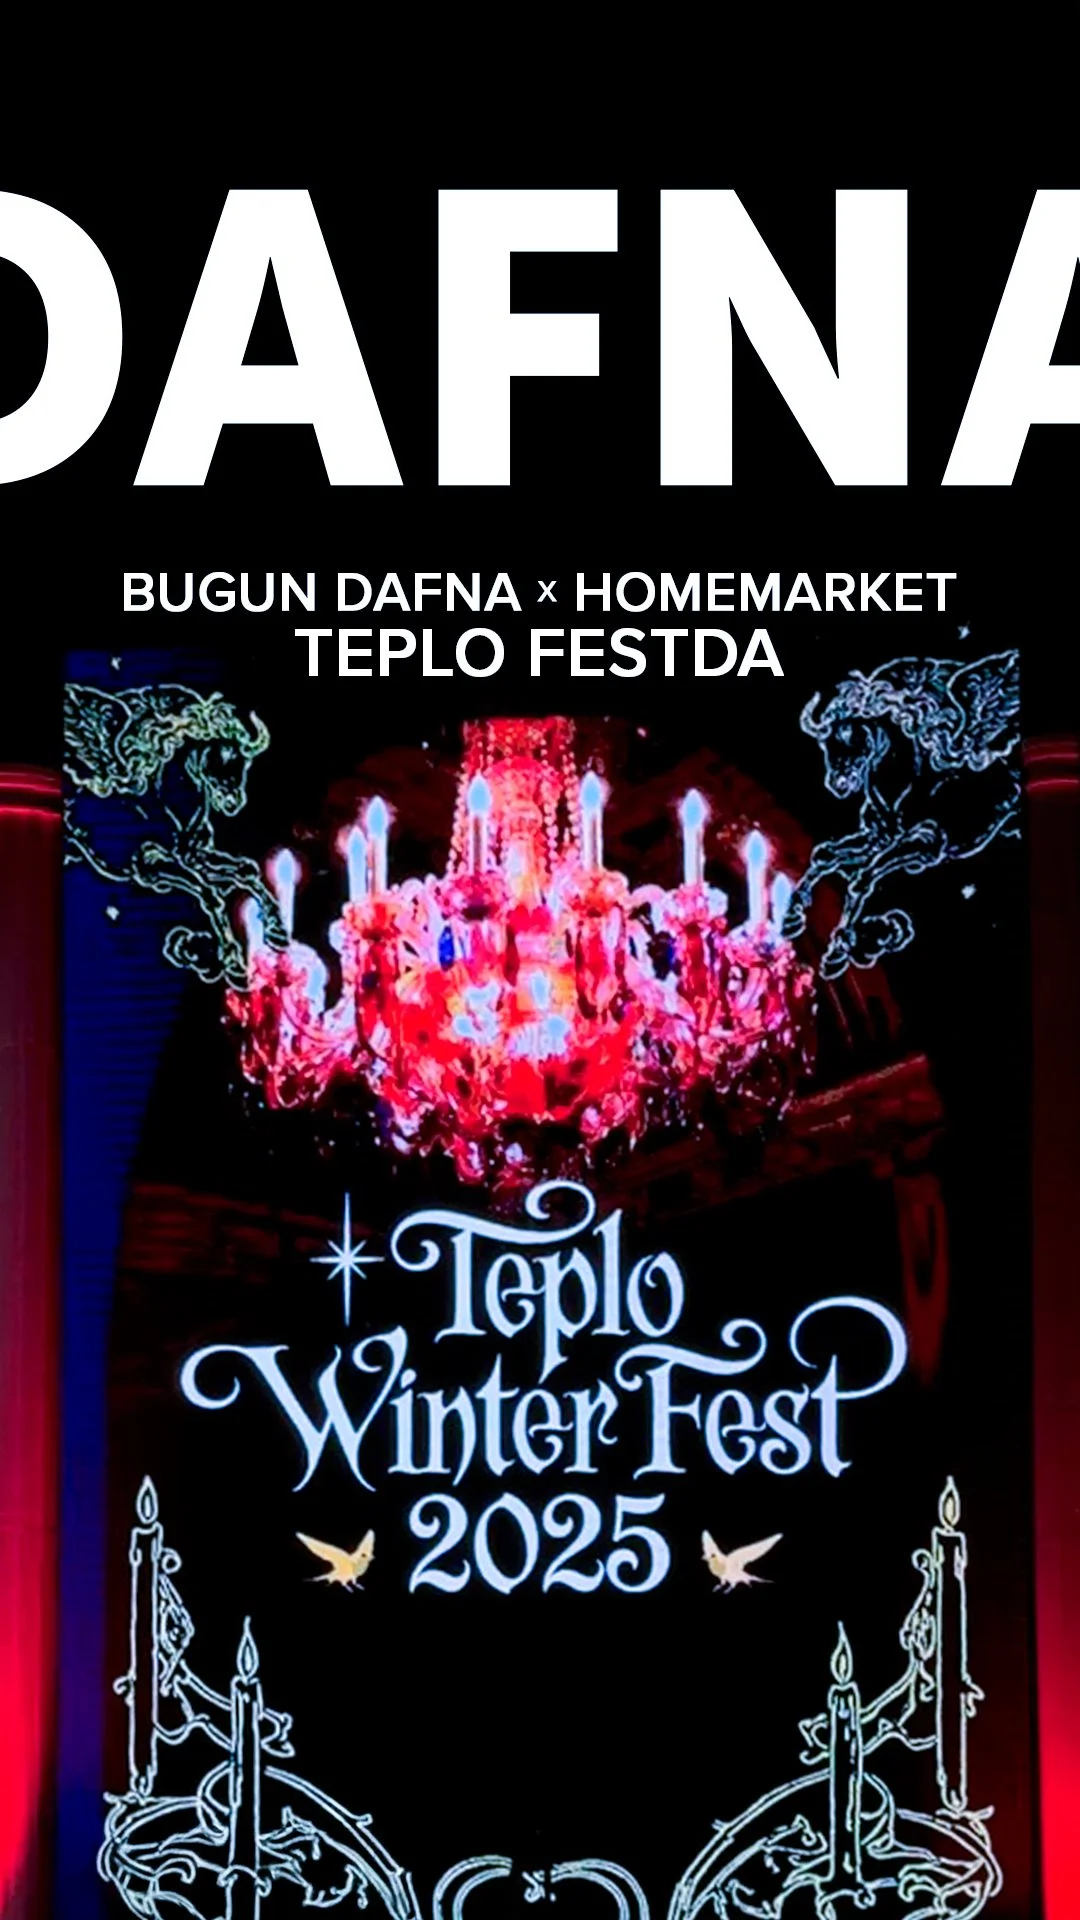 DAFNA
BUGUN DAFNA x HOMEMARKET
TEPLO FESTDA
Teplo
Winter Fest
2025